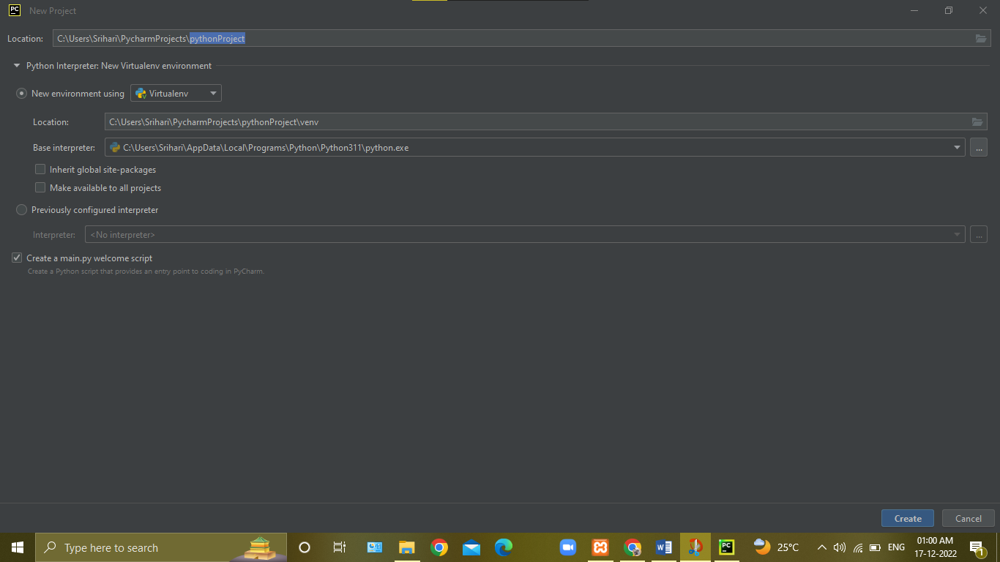 PC New Project
Location: C:\Users\Srihari\PycharmProjects\pythonProject
Python Interpreter: New Virtualenv environment
New environment using Virtualenv
Location: C:\Users\Srihari\PycharmProjects\pythonProject\venv
Base interpreter: C:\Users\Srihari\AppData\Local\Programs\Python\Python311\python.exe ...
Inherit global site-packages
Make available to all projects
Previously configured interpreter
Interpreter: <No interpreter> ...
Create a main.py welcome script
Create a Python script that provides an entry point to coding in PyCharm.
Create Cancel
Type here to search PC 25°C ENG 01:00 AM 1
17-12-2022